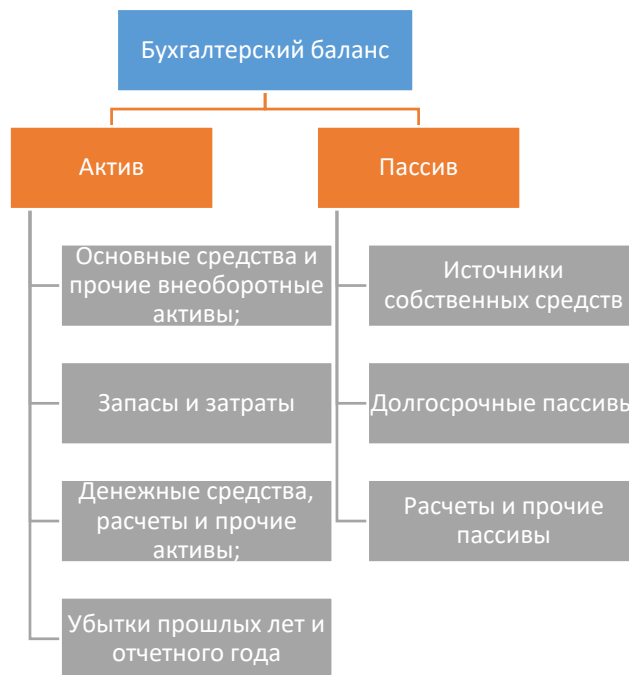 Бухгалтерский баланс
Актив
Пассив
Основные средства и
прочие внеоборотные
активы;
Запасы и затраты
Денежные средства,
расчеты и прочие
активы;
Убытки прошлых лет и
отчетного года
Источники
собственных средств
Долгосрочные пассивы
Расчеты и прочие
пассивы